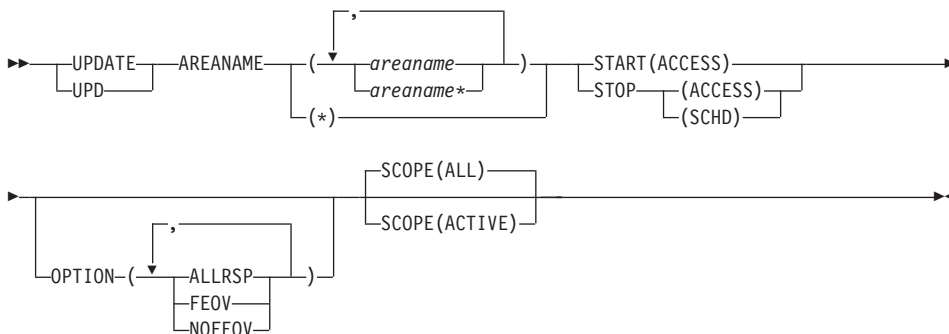 ,
UPDATE AREANAME ( areaname ) START(ACCESS)
UPD areaname* STOP (ACCESS)
(*) (SCHD)
SCOPE(ALL)
, SCOPE(ACTIVE)
OPTION ( ALLRSP )
FEOV
NOFEOV